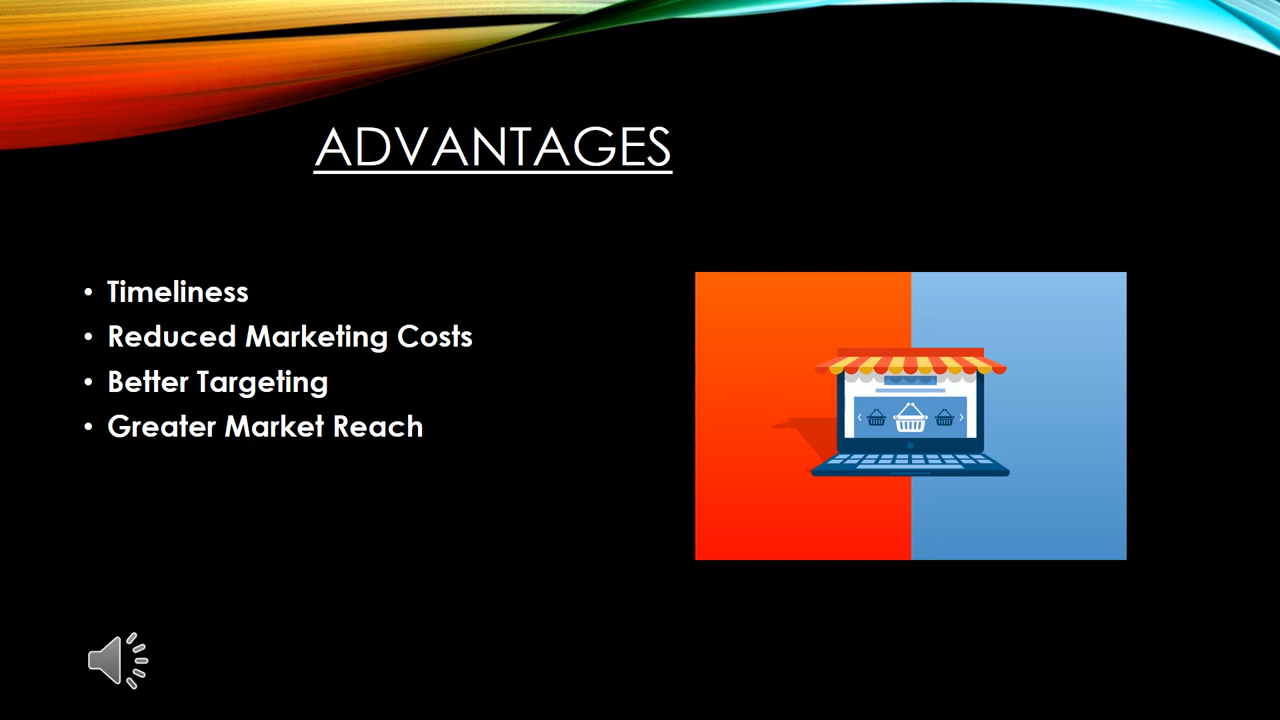 ADVANTAGES
• Timeliness
• Reduced Marketing Costs
• Better Targeting
• Greater Market Reach